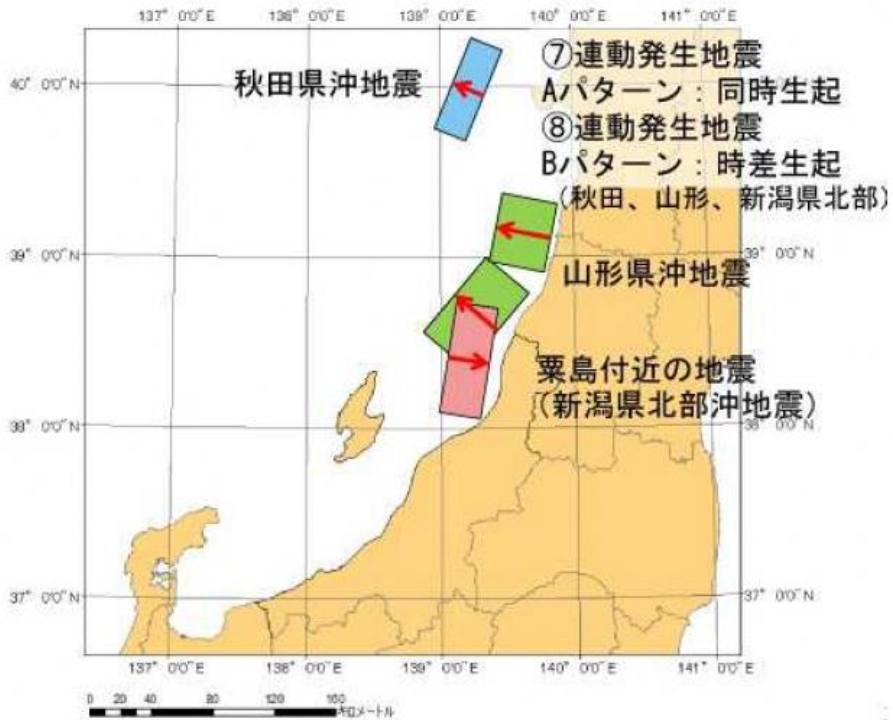 137° 0'0"E 138° 0'0"E 139° 0'0"E 140° 0'0"E 141° 0'0"E
⑦連動発生地震
秋田県沖地震
40° 0'0"N
Aパターン：同時生起
⑧連動発生地震
Bパターン：時差生起
(秋田、山形、新潟県北部)
39° 0'0"N 39° 0'0"N
山形県沖地震
粟島付近の地震
(新潟県北部沖地震)
38° 0'0"N 38° 0'0"N
37° 0'0"N 37° 0'0"N
137° 0'0"E 138° 0'0"E 139° 0'0"E 140° 0'0"E 141° 0'0"E
0 20 40 80 120 160
キロメートル